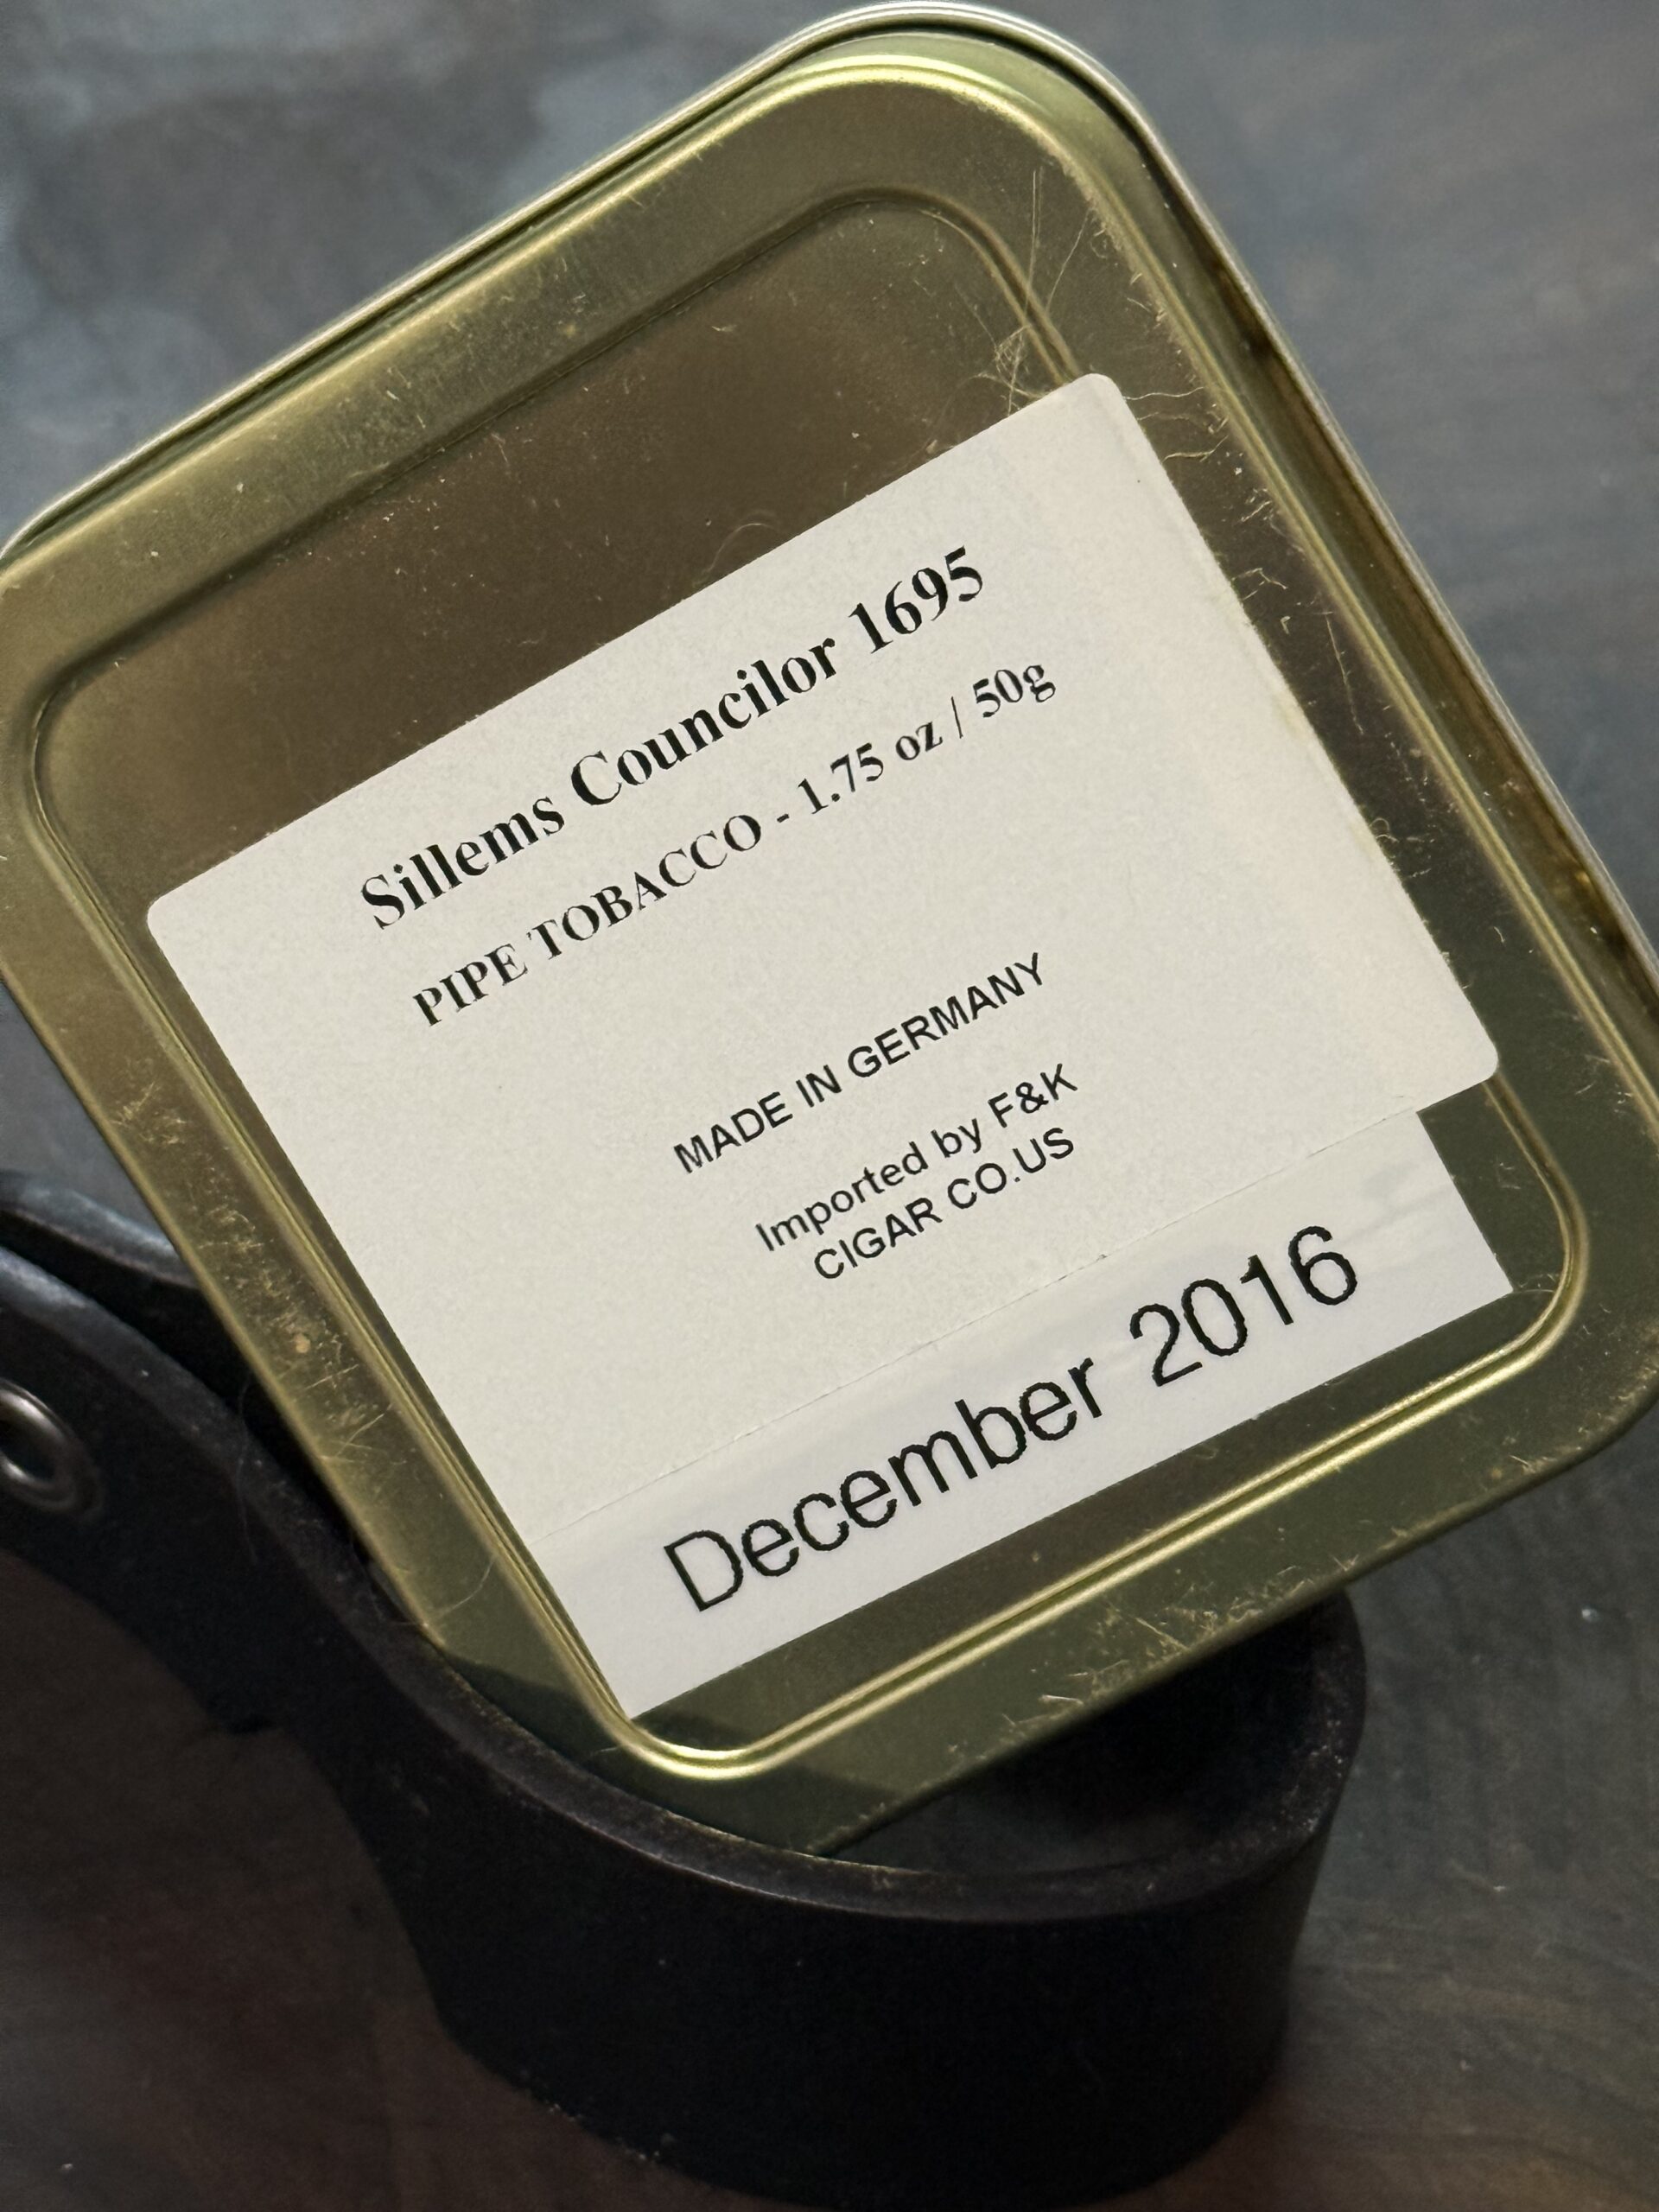 Sillems Councilor 1695
PIPE TOBACCO - 1.75 oz / 50g
MADE IN GERMANY
Imported by F&K
CIGAR CO.US
December 2016